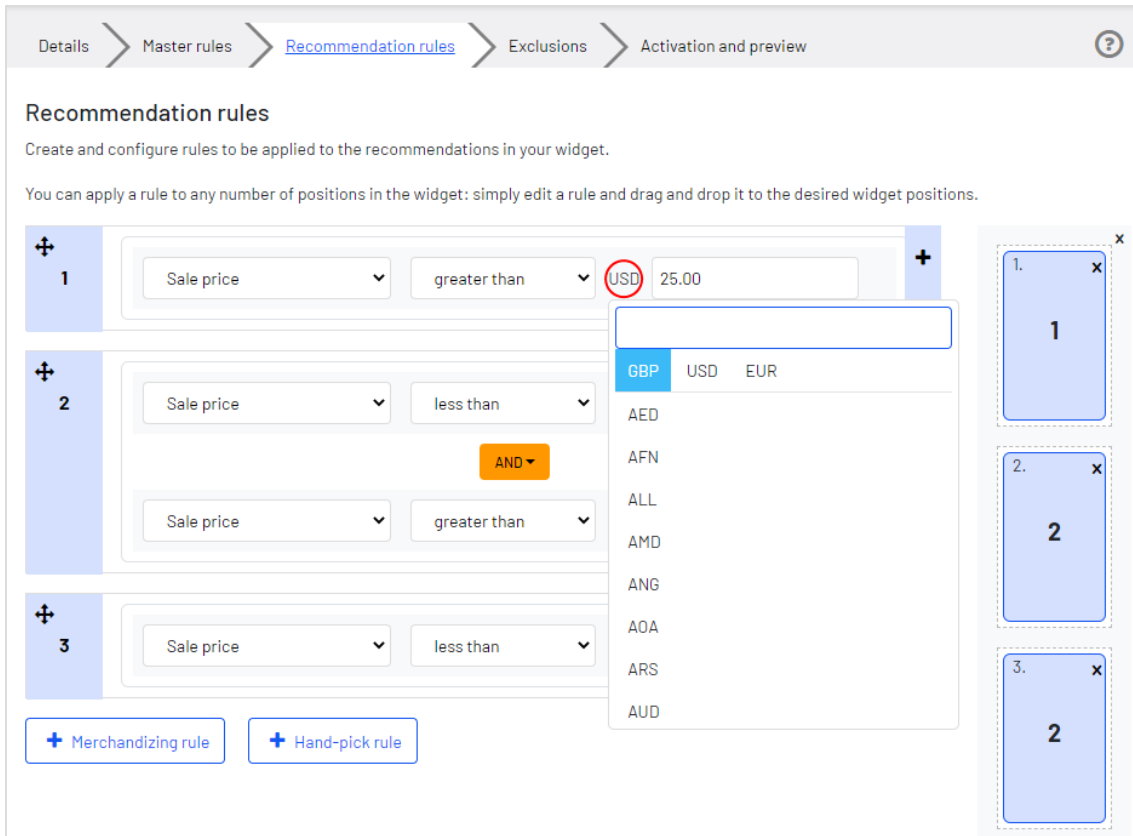 Details Master rules Recommendation rules Exclusions Activation and preview ?
Recommendation rules
Create and configure rules to be applied to the recommendations in your widget.
You can apply a rule to any number of positions in the widget: simply edit a rule and drag and drop it to the desired widget positions.
1
Sale price greater than USD 25.00
+
GBP USD EUR
AED
AFN
ALL
AMD
ANG
AOA
ARS
AUD
2
Sale price less than
AND
Sale price greater than
3
Sale price less than
+ Merchandizing rule + Hand-pick rule
x
1. x
1
2. x
2
3. x
2